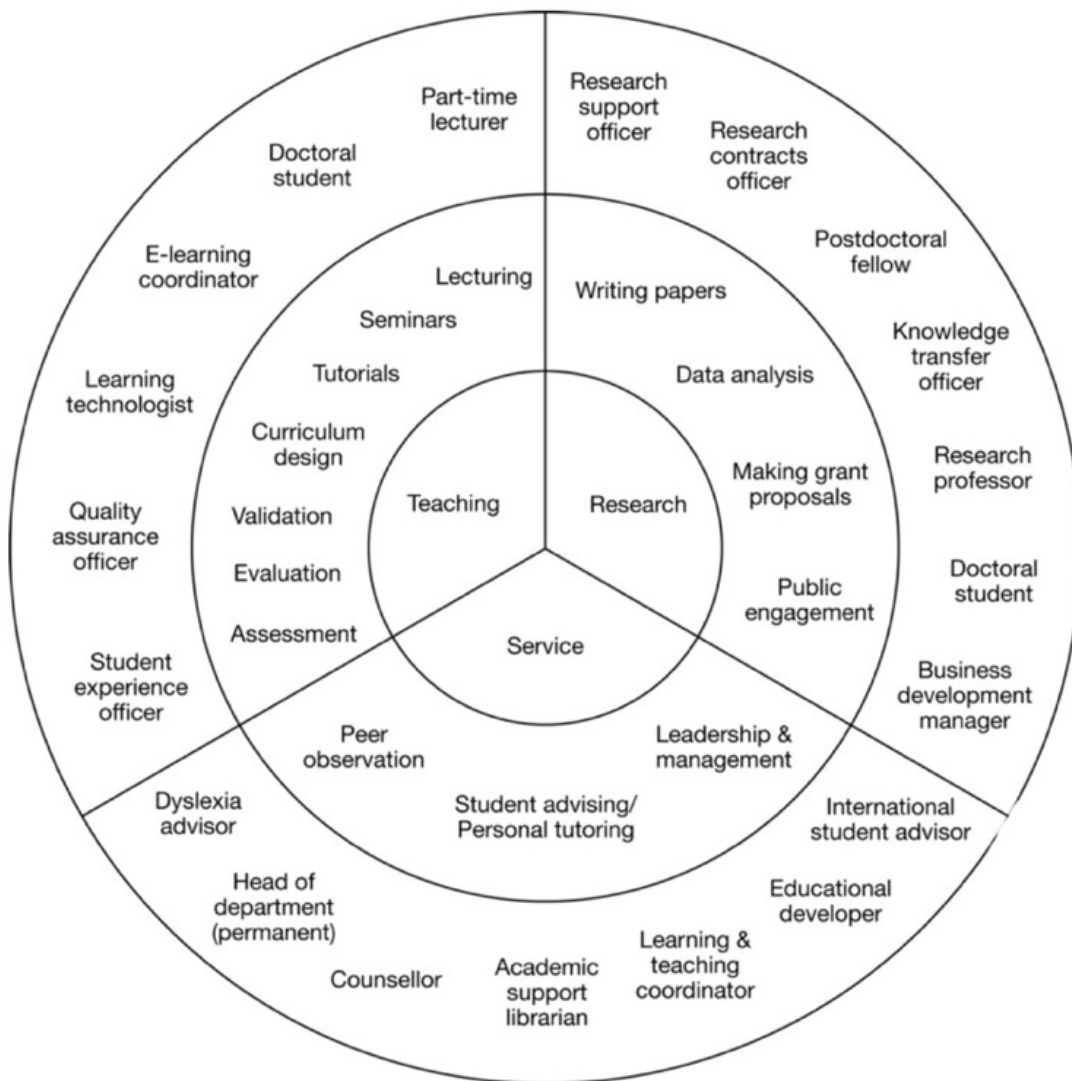 Part-time
lecturer
Doctoral
student
E-learning
coordinator
Learning
technologist
Quality
assurance
officer
Student
experience
officer
Research
support
officer
Research
contracts
officer
Postdoctoral
fellow
Knowledge
transfer
officer
Research
professor
Doctoral
student
Business
development
manager
Lecturing
Seminars
Tutorials
Curriculum
design
Validation
Evaluation
Assessment
Writing papers
Data analysis
Making grant
proposals
Public
engagement
Teaching
Research
Service
Peer
observation
Student advising/
Personal tutoring
Leadership &
management
Dyslexia
advisor
Head of
department
(permanent)
Counsellor
Academic
support
librarian
Learning &
teaching
coordinator
Educational
developer
International
student advisor